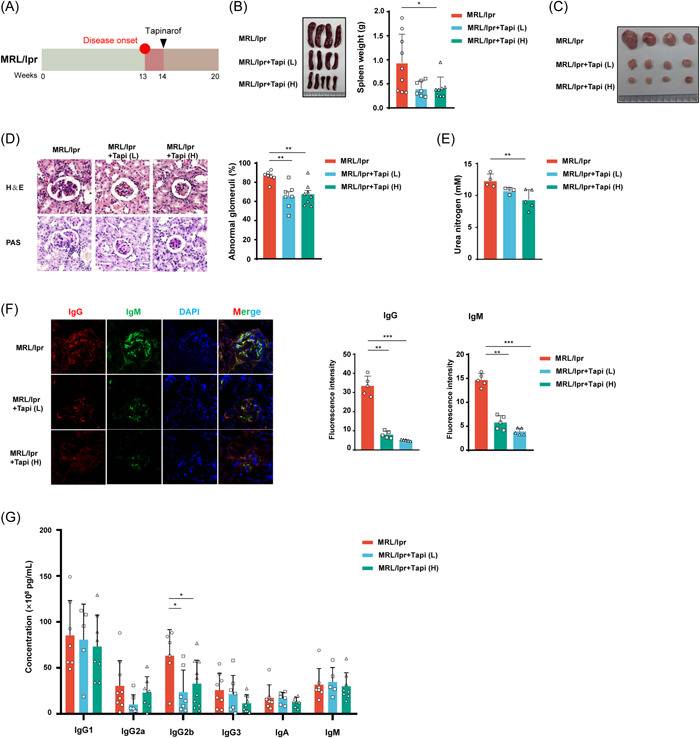 (A)
Tapinarof
Disease onset
MRL/lpr
Weeks 0 13 14 20
(B)
MRL/lpr
MRL/lpr+Tapi (L)
MRL/lpr+Tapi (H)
Spleen weight (g)
2.0
1.5
1.0
0.5
0.0
*
MRL/lpr
MRL/lpr+Tapi (L)
MRL/lpr+Tapi (H)
(C)
MRL/lpr
MRL/lpr+Tapi (L)
MRL/lpr+Tapi (H)
(D)
MRL/lpr
MRL/lpr
+Tapi (L)
MRL/lpr
+Tapi (H)
H&E
PAS
Abnormal glomeruli (%)
100
80
60
40
20
0
**
**
MRL/lpr
MRL/lpr+Tapi (L)
MRL/lpr+Tapi (H)
(E)
Urea nitrogen (mM)
20
15
10
5
0
**
MRL/lpr
MRL/lpr+Tapi (L)
MRL/lpr+Tapi (H)
(F)
IgG IgM DAPI Merge
MRL/lpr
MRL/lpr
+Tapi (L)
MRL/lpr
+Tapi (H)
IgG
Fluorescence intensity
50
40
30
20
10
0
***
**
IgM
Fluorescence intensity
20
15
10
5
0
***
**
MRL/lpr
MRL/lpr+Tapi (L)
MRL/lpr+Tapi (H)
(G)
Concentration (×10⁸ pg/mL)
200
150
100
50
0
*
*
IgG1 IgG2a IgG2b IgG3 IgA IgM
MRL/lpr
MRL/lpr+Tapi (L)
MRL/lpr+Tapi (H)